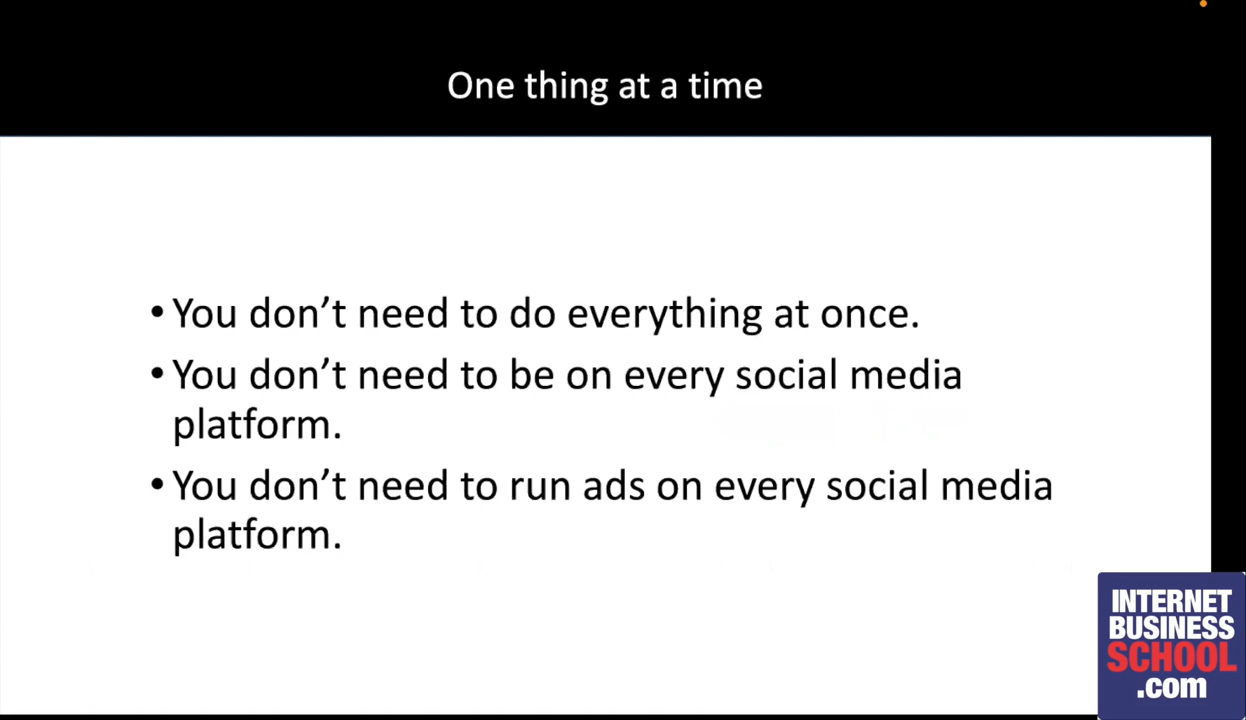 One thing at a time
•You don’t need to do everything at once.
•You don’t need to be on every social media
platform.
•You don’t need to run ads on every social media
platform.
INTERNET
BUSINESS
SCHOOL
.com